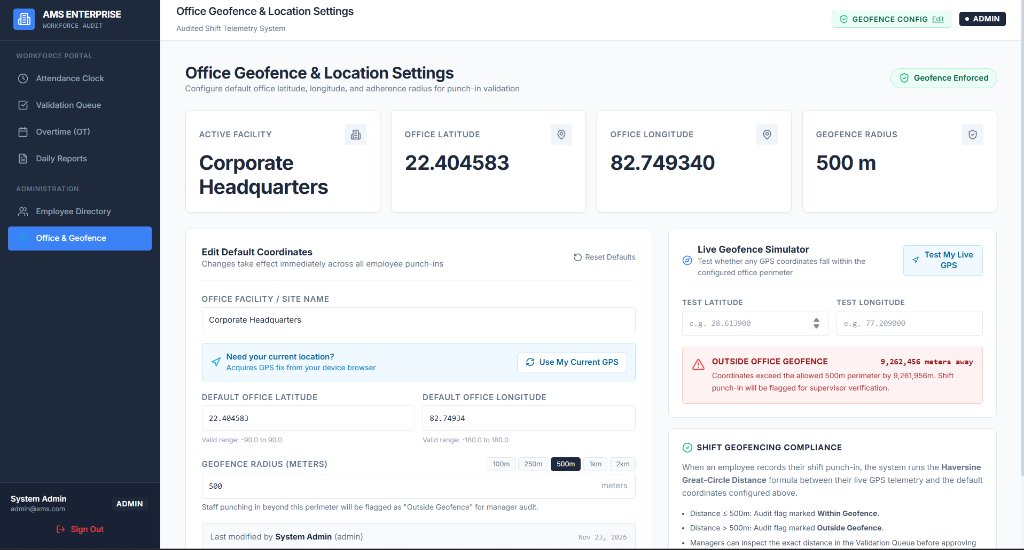 AMS ENTERPRISE
WORKFORCE AUDIT
WORKFORCE PORTAL
Attendance Clock
Validation Queue
Overtime (OT)
Daily Reports
ADMINISTRATION
Employee Directory
Office & Geofence
System Admin
admin@ams.com
ADMIN
Sign Out
Office Geofence & Location Settings
Audited Shift Telemetry System
GEOFENCE CONFIG Edit
ADMIN
Office Geofence & Location Settings
Configure default office latitude, longitude, and adherence radius for punch-in validation
Geofence Enforced
ACTIVE FACILITY
Corporate
Headquarters
OFFICE LATITUDE
22.404583
OFFICE LONGITUDE
82.749340
GEOFENCE RADIUS
500 m
Edit Default Coordinates
Changes take effect immediately across all employee punch-ins
Reset Defaults
OFFICE FACILITY / SITE NAME
Corporate Headquarters
Need your current location?
Acquires GPS fix from your device browser
Use My Current GPS
DEFAULT OFFICE LATITUDE
22.404583
Valid range: -90.0 to 90.0
DEFAULT OFFICE LONGITUDE
82.74934
Valid range: -180.0 to 180.0
GEOFENCE RADIUS (METERS)
100m 250m 500m 1km 2km
500 meters
Staff punching in beyond this perimeter will be flagged as "Outside Geofence" for manager audit.
Last modified by System Admin (admin) Nov 23, 2026
Live Geofence Simulator
Test whether any GPS coordinates fall within the
configured office perimeter
Test My Live
GPS
TEST LATITUDE
e.g. 28.613900
TEST LONGITUDE
e.g. 77.209000
OUTSIDE OFFICE GEOFENCE 9,262,456 meters away
Coordinates exceed the allowed 500m perimeter by 9,261,956m. Shift
punch-in will be flagged for supervisor verification.
SHIFT GEOFENCING COMPLIANCE
When an employee records their shift punch-in, the system runs the Haversine
Great-Circle Distance formula between their live GPS telemetry and the default
coordinates configured above.
• Distance ≤ 500m: Audit flag marked Within Geofence.
• Distance > 500m: Audit flag marked Outside Geofence.
• Managers can inspect the exact distance in the Validation Queue before approving